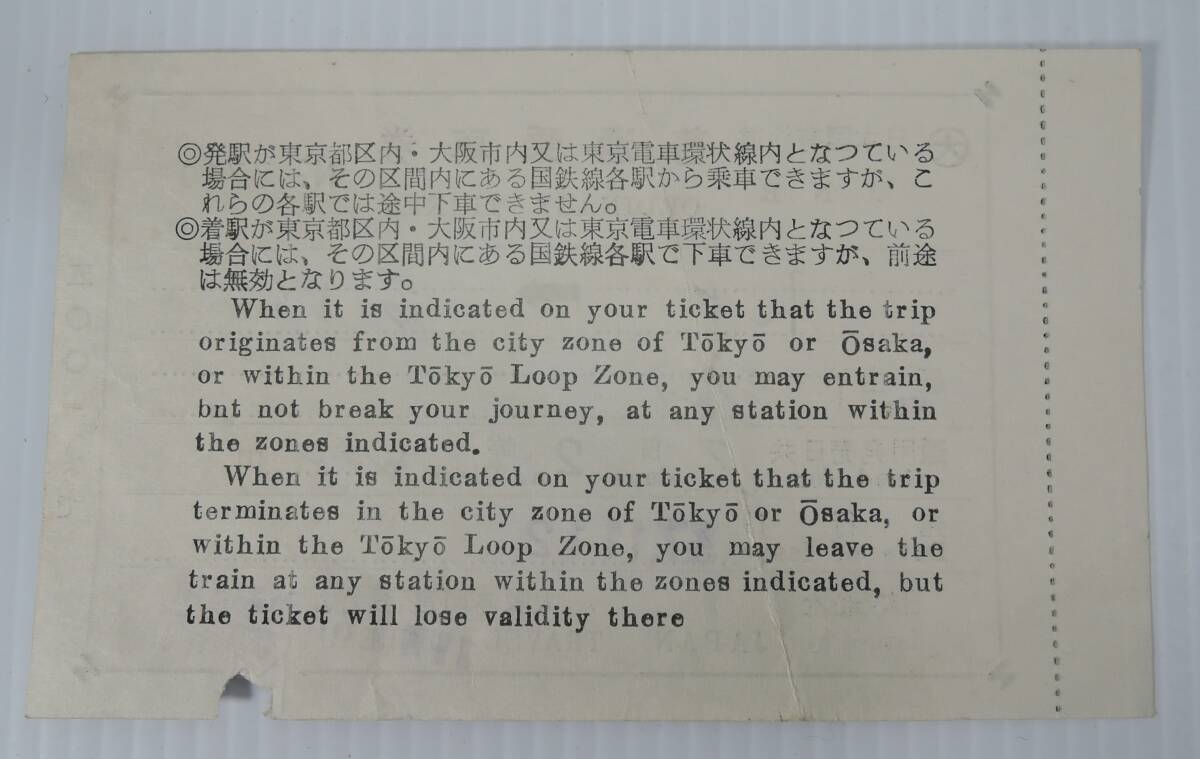 ◎発駅が東京都区内・大阪市内又は東京電車環状線内となつている
場合には、その区間内にある国鉄線各駅から乗車できますが、こ
れらの各駅では途中下車できません。
◎着駅が東京都区内・大阪市内又は東京電車環状線内となつている
場合には、その区間内にある国鉄線各駅で下車できますが、前途
は無効となります。
When it is indicated on your ticket that the trip
originates from the city zone of Tōkyō or Ōsaka,
or within the Tōkyō Loop Zone, you may entrain,
bnt not break your journey, at any station within
the zones indicated.
When it is indicated on your ticket that the trip
terminates in the city zone of Tōkyō or Ōsaka, or
within the Tōkyō Loop Zone, you may leave the
train at any station within the zones indicated, but
the ticket will lose validity there